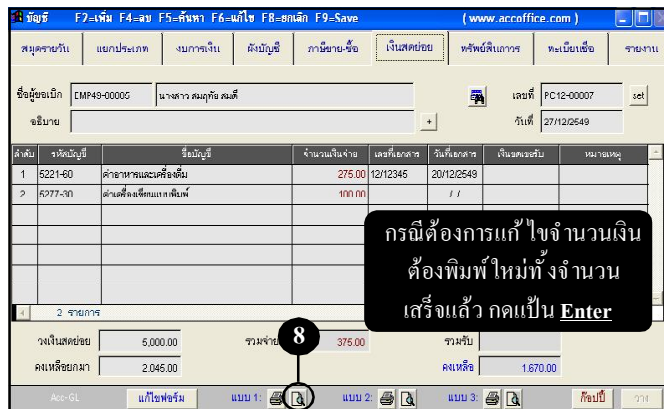 บัญชี F2=เพิ่ม F4=ลบ F5=ค้นหา F6=แก้ไข F8=ยกเลิก F9=Save ( www.accoffice.com )
สมุดรายวัน แยกประเภท งบการเงิน ผังบัญชี ภาษีขาย-ซื้อ เงินสดย่อย ทรัพย์สินถาวร ทะเบียนเชื่อ รายงาน
ชื่อผู้ขอเบิก EMP49-00005 นางสาว สมฤทัย สมดี เลขที่ PC12-00007 set
อธิบาย + วันที่ 27/12/2549
ลำดับ รหัสบัญชี ชื่อบัญชี จำนวนเงินจ่าย เลขที่เอกสาร วันที่เอกสาร เงินชดเชยรับ หมายเหตุ
1 5221-60 ค่าอาหารและเครื่องดื่ม 275.00 12/12345 20/12/2549
2 5277-30 ค่าเครื่องเขียนแบบพิมพ์ 100.00 / /
กรณีต้องการแก้ไขจำนวนเงิน
ต้องพิมพ์ใหม่ทั้งจำนวน
เสร็จแล้ว กดแป้น Enter
2 รายการ
วงเงินสดย่อย 5,000.00 รวมจ่าย 8 375.00 รวมรับ
คงเหลือยกมา 2,045.00 คงเหลือ 1,670.00
Acc-GL แก้ไขฟอร์ม แบบ 1: แบบ 2: แบบ 3: ก๊อปปี้ วาง